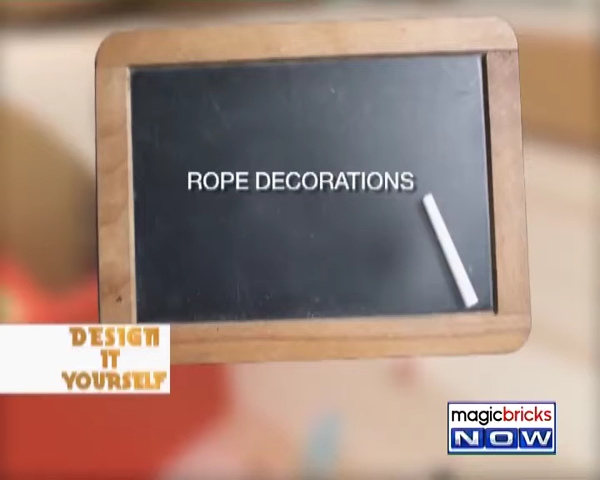 ROPE DECORATIONS
DESIGN
IT
YOURSELF
magicbricks
NOW